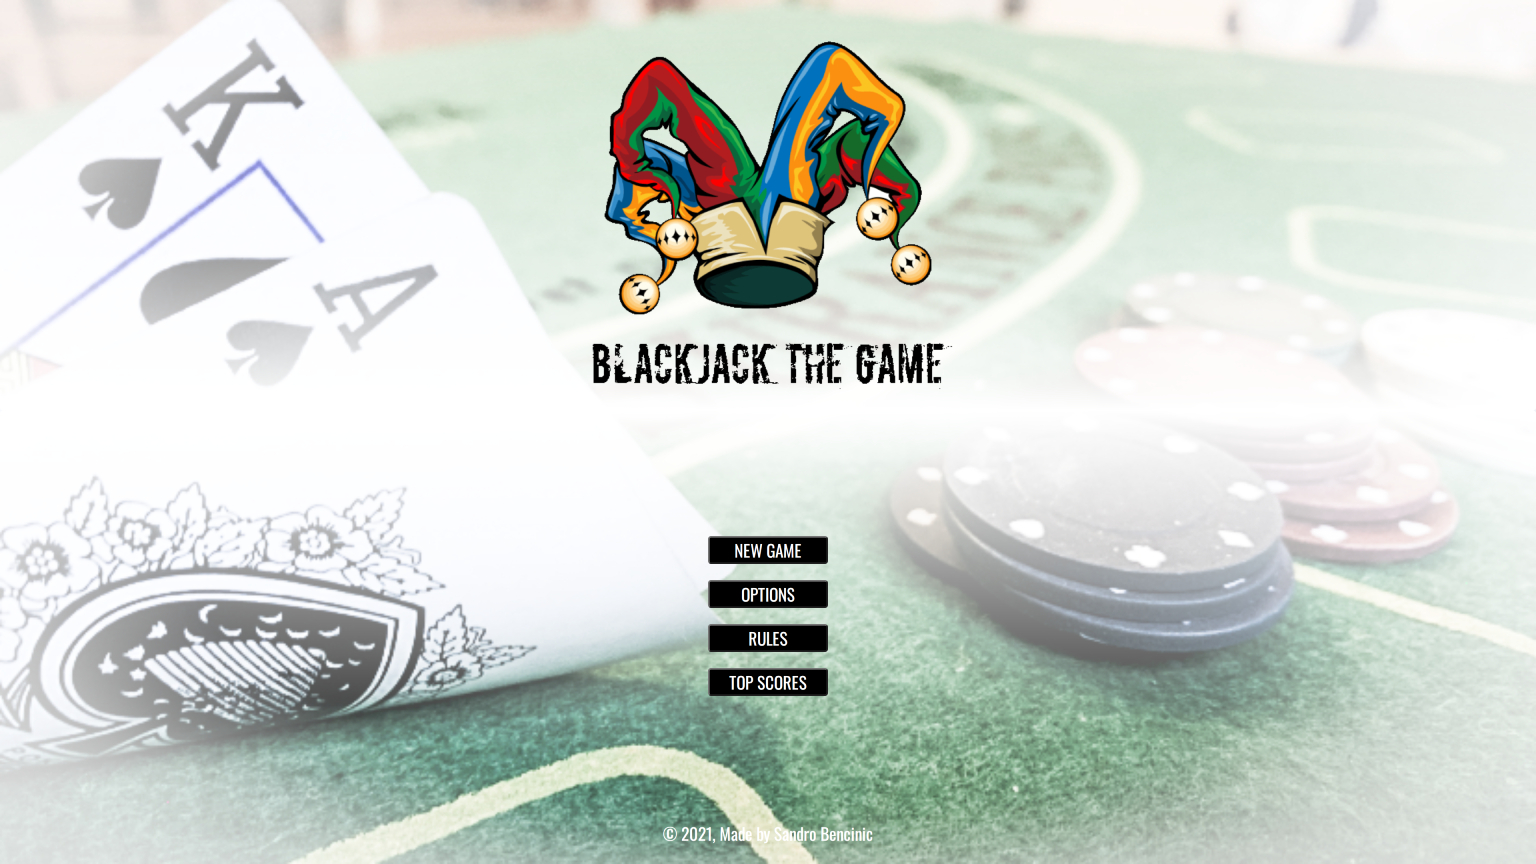 K
A
BLACKJACK THE GAME
NEW GAME
OPTIONS
RULES
TOP SCORES
© 2021, Made by Sandro Bencinic